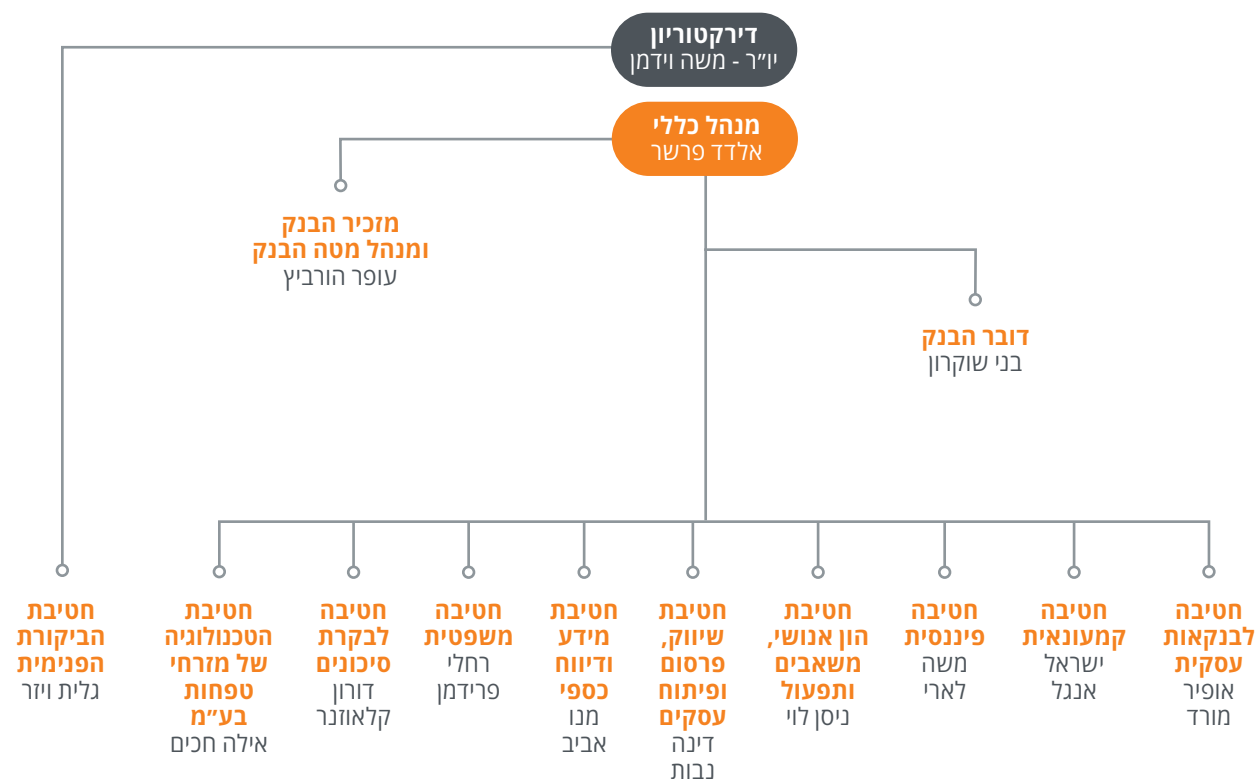 דירקטוריון
יו״ר - משה וידמן
מנהל כללי
אלדד פרשר
מזכיר הבנק
ומנהל מטה הבנק
עופר הורביץ
דובר הבנק
בני שוקרון
חטיבה
לבנקאות
עסקית
אופיר
מורד
חטיבה
קמעונאית
ישראל
אנגל
חטיבה
פיננסית
משה
לארי
חטיבת
הון אנושי,
משאבים
ותפעול
ניסן לוי
חטיבת
שיווק,
פרסום
ופיתוח
עסקים
דינה
נבות
חטיבת
מידע
ודיווח
כספי
מנו
אביב
חטיבה
משפטית
רחלי
פרידמן
חטיבה
לבקרת
סיכונים
דורון
קלאוזנר
חטיבת
הטכנולוגיה
של מזרחי
טפחות
בע״מ
אילה חכים
חטיבת
הביקורת
הפנימית
גלית ויזר